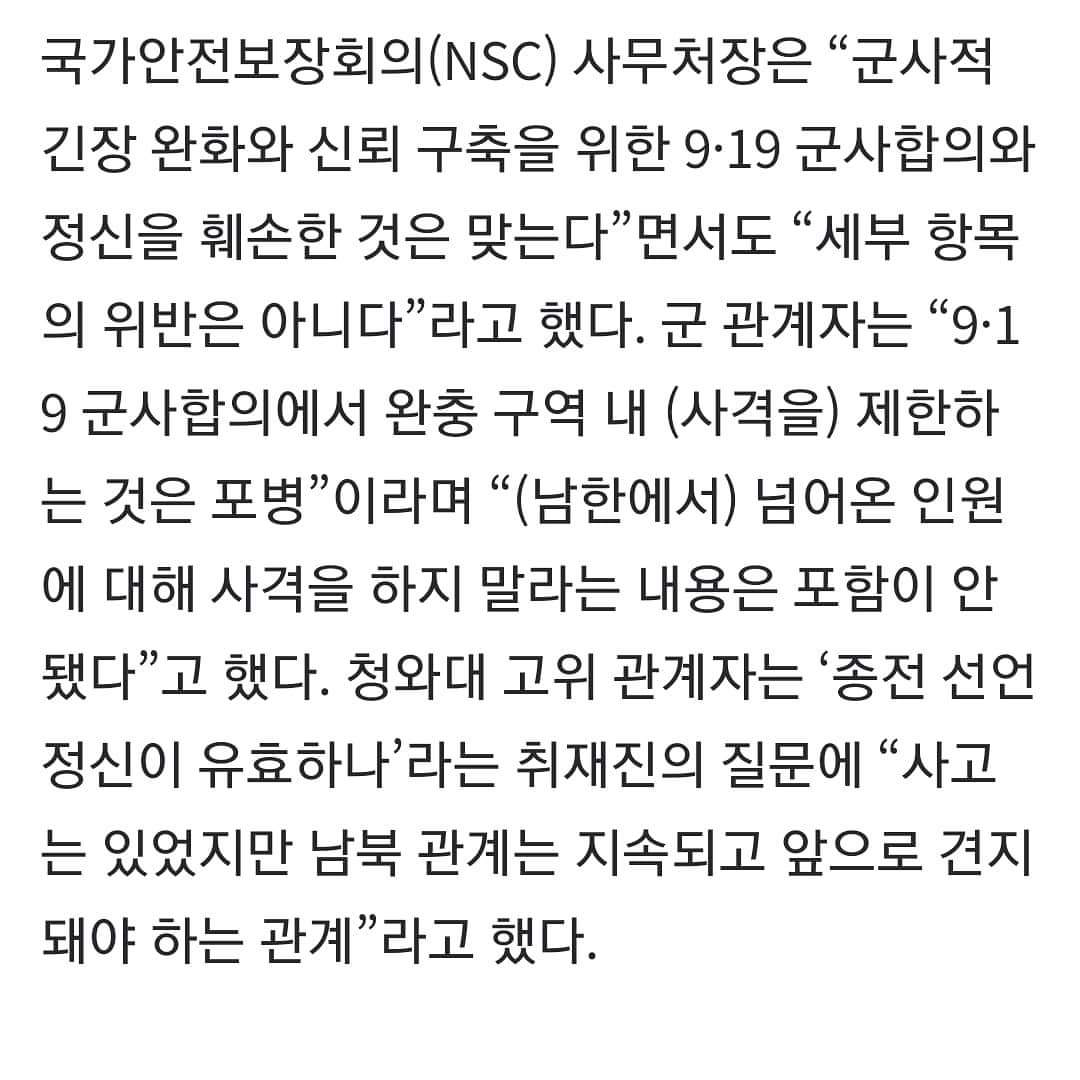 국가안전보장회의(NSC) 사무처장은 “군사적
긴장 완화와 신뢰 구축을 위한 9·19 군사합의와
정신을 훼손한 것은 맞는다”면서도 “세부 항목
의 위반은 아니다”라고 했다. 군 관계자는 “9·1
9 군사합의에서 완충 구역 내 (사격을) 제한하
는 것은 포병”이라며 “(남한에서) 넘어온 인원
에 대해 사격을 하지 말라는 내용은 포함이 안
됐다”고 했다. 청와대 고위 관계자는 ‘종전 선언
정신이 유효하나’라는 취재진의 질문에 “사고
는 있었지만 남북 관계는 지속되고 앞으로 견지
돼야 하는 관계”라고 했다.